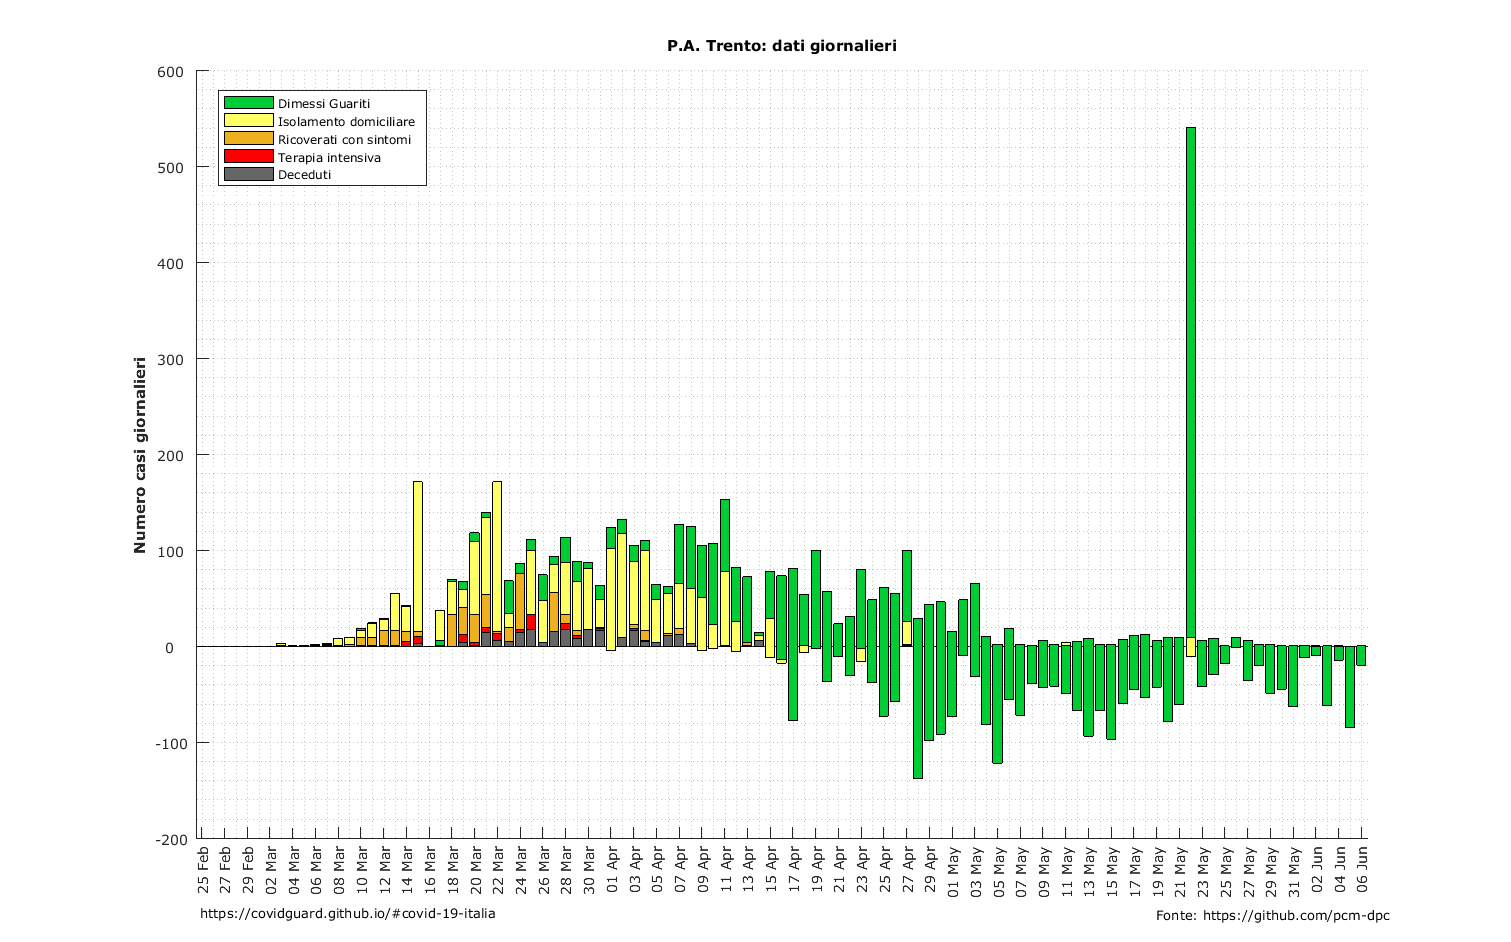 P.A. Trento: dati giornalieri
600
500
400
300
200
100
0
-100
-200
Numero casi giornalieri
Dimessi Guariti
Isolamento domiciliare
Ricoverati con sintomi
Terapia intensiva
Deceduti
25 Feb
27 Feb
29 Feb
02 Mar
04 Mar
06 Mar
08 Mar
10 Mar
12 Mar
14 Mar
16 Mar
18 Mar
20 Mar
22 Mar
24 Mar
26 Mar
28 Mar
30 Mar
01 Apr
03 Apr
05 Apr
07 Apr
09 Apr
11 Apr
13 Apr
15 Apr
17 Apr
19 Apr
21 Apr
23 Apr
25 Apr
27 Apr
29 Apr
01 May
03 May
05 May
07 May
09 May
11 May
13 May
15 May
17 May
19 May
21 May
23 May
25 May
27 May
29 May
31 May
02 Jun
04 Jun
06 Jun
https://covidguard.github.io/#covid-19-italia
Fonte: https://github.com/pcm-dpc